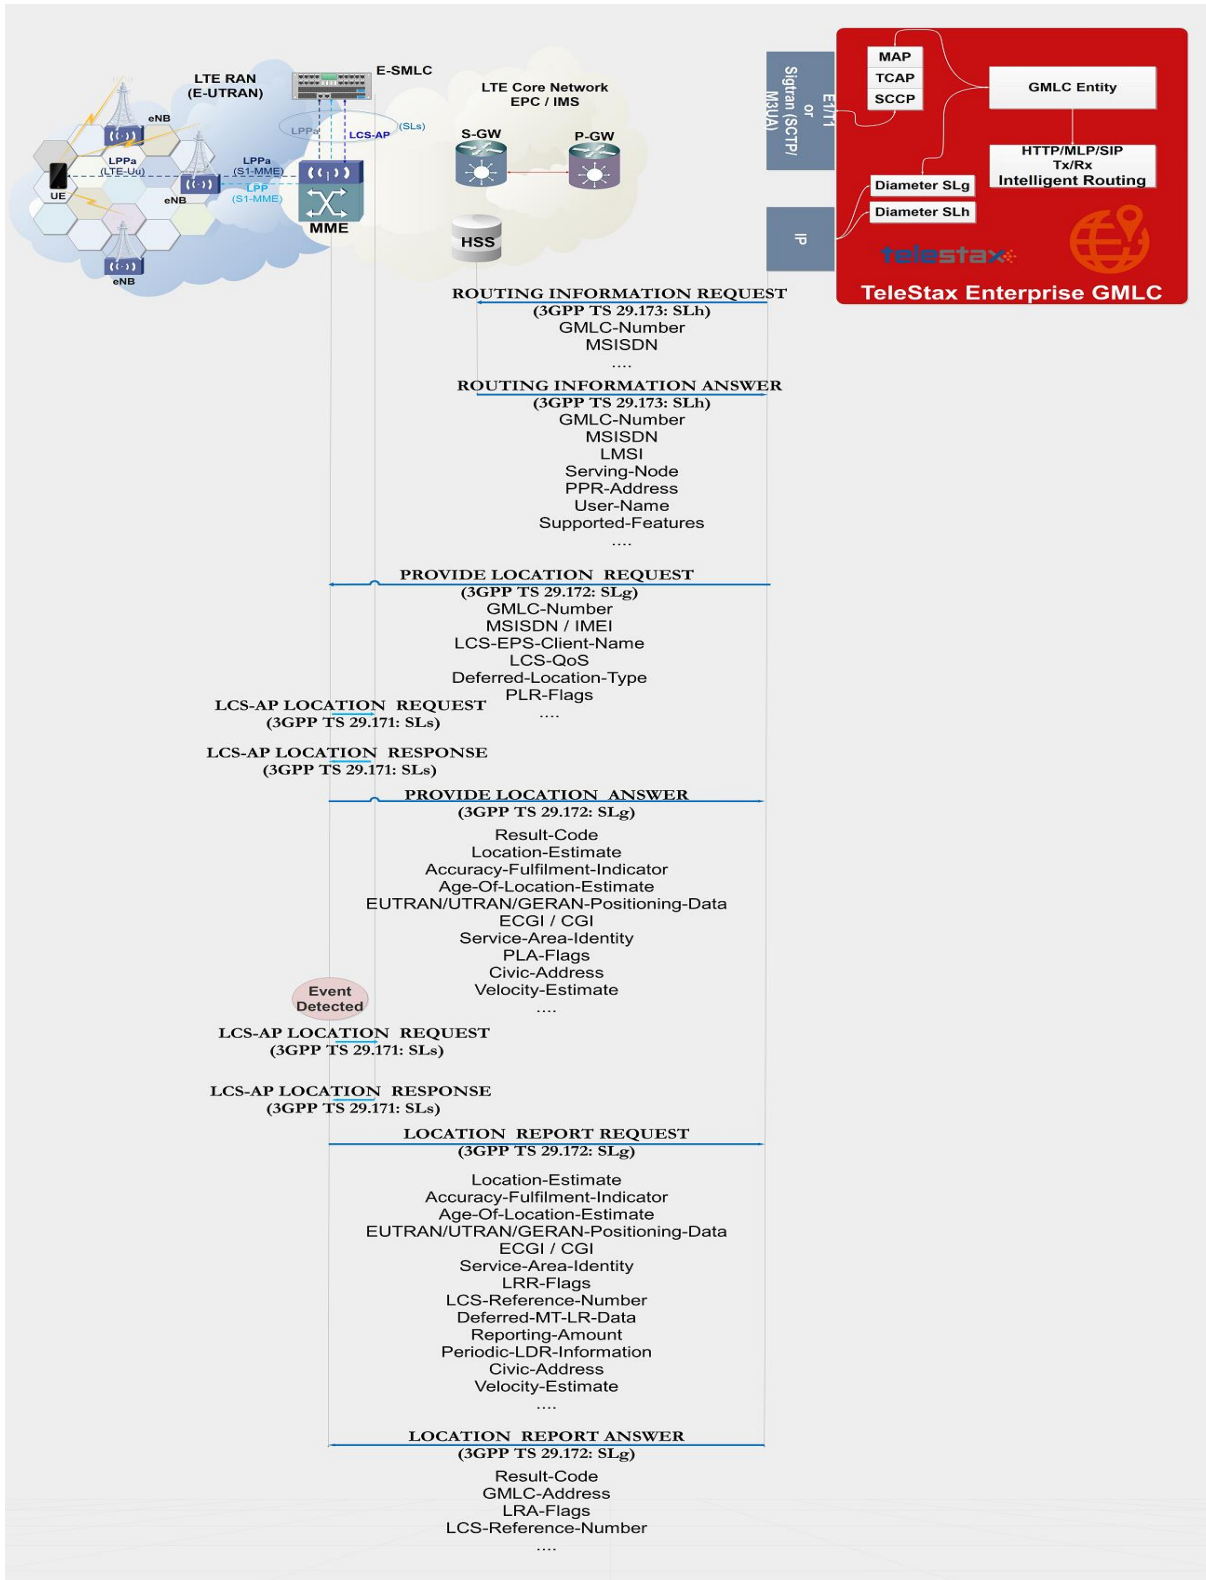 LTE RAN
(E-UTRAN)
E-SMLC
LTE Core Network
EPC / IMS
eNB
LPPa
LCS-AP
(SLs)
S-GW
P-GW
LPPa
(LTE-Uu)
LPPa
(S1-MME)
LPP
(S1-MME)
UE
eNB
MME
HSS
eNB
Sigtran (SCTP/
M3UA)
or
E1/T1
IP
MAP
TCAP
SCCP
GMLC Entity
HTTP/MLP/SIP
Tx/Rx
Intelligent Routing
Diameter SLg
Diameter SLh
telestax
TeleStax Enterprise GMLC
ROUTING INFORMATION REQUEST
(3GPP TS 29.173: SLh)
GMLC-Number
MSISDN
....
ROUTING INFORMATION ANSWER
(3GPP TS 29.173: SLh)
GMLC-Number
MSISDN
LMSI
Serving-Node
PPR-Address
User-Name
Supported-Features
....
PROVIDE LOCATION REQUEST
(3GPP TS 29.172: SLg)
GMLC-Number
MSISDN / IMEI
LCS-EPS-Client-Name
LCS-QoS
Deferred-Location-Type
PLR-Flags
....
LCS-AP LOCATION REQUEST
(3GPP TS 29.171: SLs)
LCS-AP LOCATION RESPONSE
(3GPP TS 29.171: SLs)
PROVIDE LOCATION ANSWER
(3GPP TS 29.172: SLg)
Result-Code
Location-Estimate
Accuracy-Fulfilment-Indicator
Age-Of-Location-Estimate
EUTRAN/UTRAN/GERAN-Positioning-Data
ECGI / CGI
Service-Area-Identity
PLA-Flags
Civic-Address
Velocity-Estimate
....
Event
Detected
LCS-AP LOCATION REQUEST
(3GPP TS 29.171: SLs)
LCS-AP LOCATION RESPONSE
(3GPP TS 29.171: SLs)
LOCATION REPORT REQUEST
(3GPP TS 29.172: SLg)
Location-Estimate
Accuracy-Fulfilment-Indicator
Age-Of-Location-Estimate
EUTRAN/UTRAN/GERAN-Positioning-Data
ECGI / CGI
Service-Area-Identity
LRR-Flags
LCS-Reference-Number
Deferred-MT-LR-Data
Reporting-Amount
Periodic-LDR-Information
Civic-Address
Velocity-Estimate
....
LOCATION REPORT ANSWER
(3GPP TS 29.172: SLg)
Result-Code
GMLC-Address
LRA-Flags
LCS-Reference-Number
....